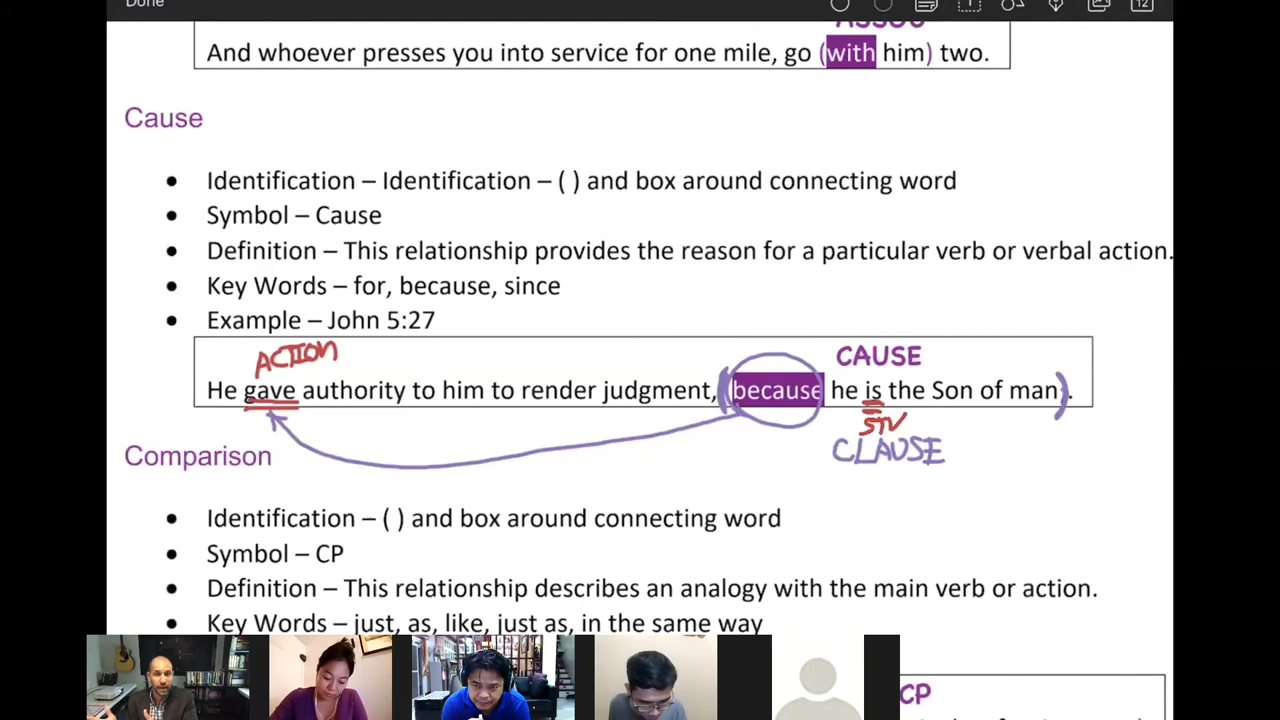 Done
12
ASSOC
And whoever presses you into service for one mile, go (with him) two.
Cause
• Identification – Identification – ( ) and box around connecting word
• Symbol – Cause
• Definition – This relationship provides the reason for a particular verb or verbal action.
• Key Words – for, because, since
• Example – John 5:27
ACTION CAUSE
He gave authority to him to render judgment, (because he is the Son of man).
STV
CLAUSE
Comparison
• Identification – ( ) and box around connecting word
• Symbol – CP
• Definition – This relationship describes an analogy with the main verb or action.
• Key Words – just, as, like, just as, in the same way
CP